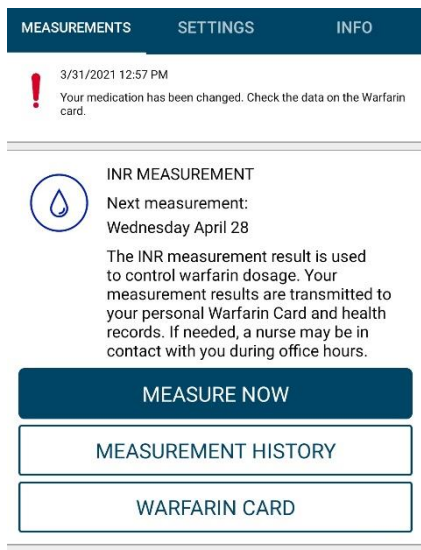 MEASUREMENTS SETTINGS INFO
3/31/2021 12:57 PM
Your medication has been changed. Check the data on the Warfarin
card.
INR MEASUREMENT
Next measurement:
Wednesday April 28
The INR measurement result is used
to control warfarin dosage. Your
measurement results are transmitted to
your personal Warfarin Card and health
records. If needed, a nurse may be in
contact with you during office hours.
MEASURE NOW
MEASUREMENT HISTORY
WARFARIN CARD